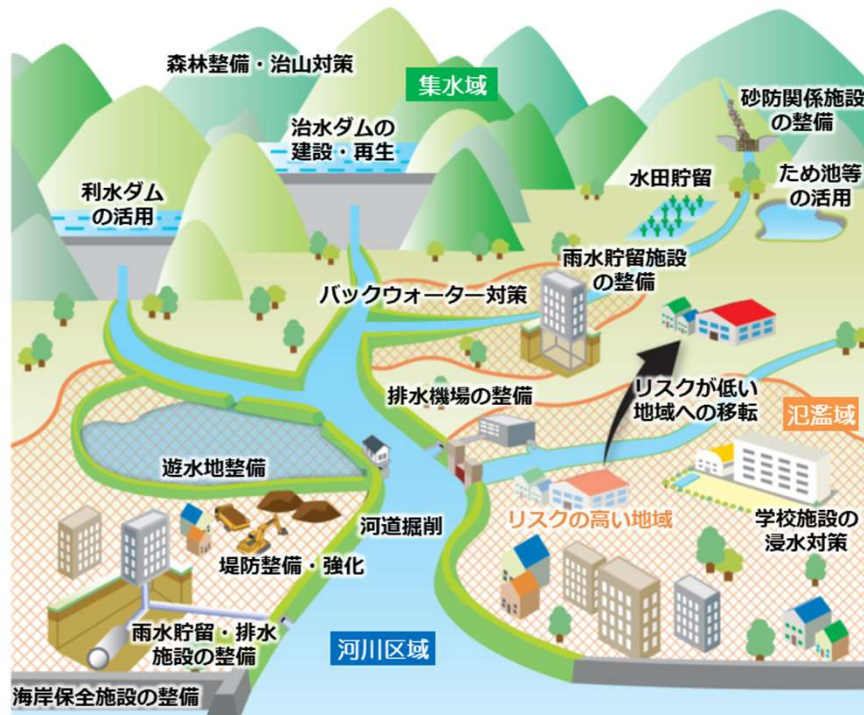 森林整備・治山対策
集水域
砂防関係施設
の整備
治水ダムの
建設・再生
水田貯留
ため池等
の活用
利水ダム
の活用
雨水貯留施設
の整備
バックウォーター対策
排水機場の整備
リスクが低い
地域への移転
氾濫域
遊水地整備
河道掘削
リスクの高い地域
学校施設の
浸水対策
堤防整備・強化
雨水貯留・排水
施設の整備
河川区域
海岸保全施設の整備